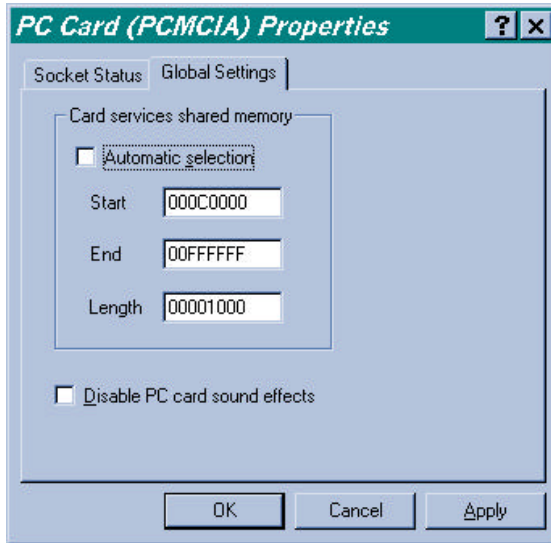 PC Card (PCMCIA) Properties ? ×
Socket Status Global Settings
Card services shared memory
Automatic selection
Start 000C0000
End 00FFFFFF
Length 00001000
Disable PC card sound effects
OK Cancel Apply